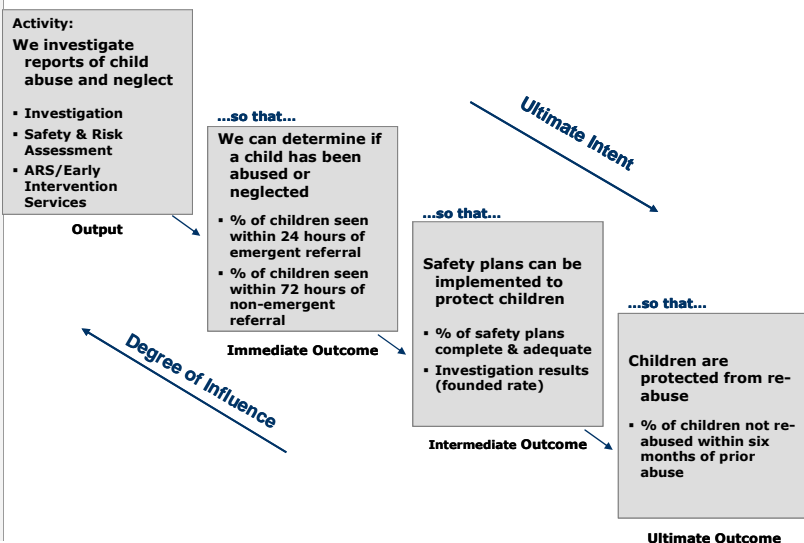 Activity:
We investigate
reports of child
abuse and neglect
▪ Investigation
▪ Safety & Risk
Assessment
▪ ARS/Early
Intervention
Services
Output
...so that...
We can determine if
a child has been
abused or
neglected
▪ % of children seen
within 24 hours of
emergent referral
▪ % of children seen
within 72 hours of
non-emergent
referral
Immediate Outcome
...so that...
Safety plans can be
implemented to
protect children
▪ % of safety plans
complete & adequate
▪ Investigation results
(founded rate)
Intermediate Outcome
...so that...
Children are
protected from re-
abuse
▪ % of children not re-
abused within six
months of prior
abuse
Ultimate Outcome
Ultimate Intent
Degree of Influence